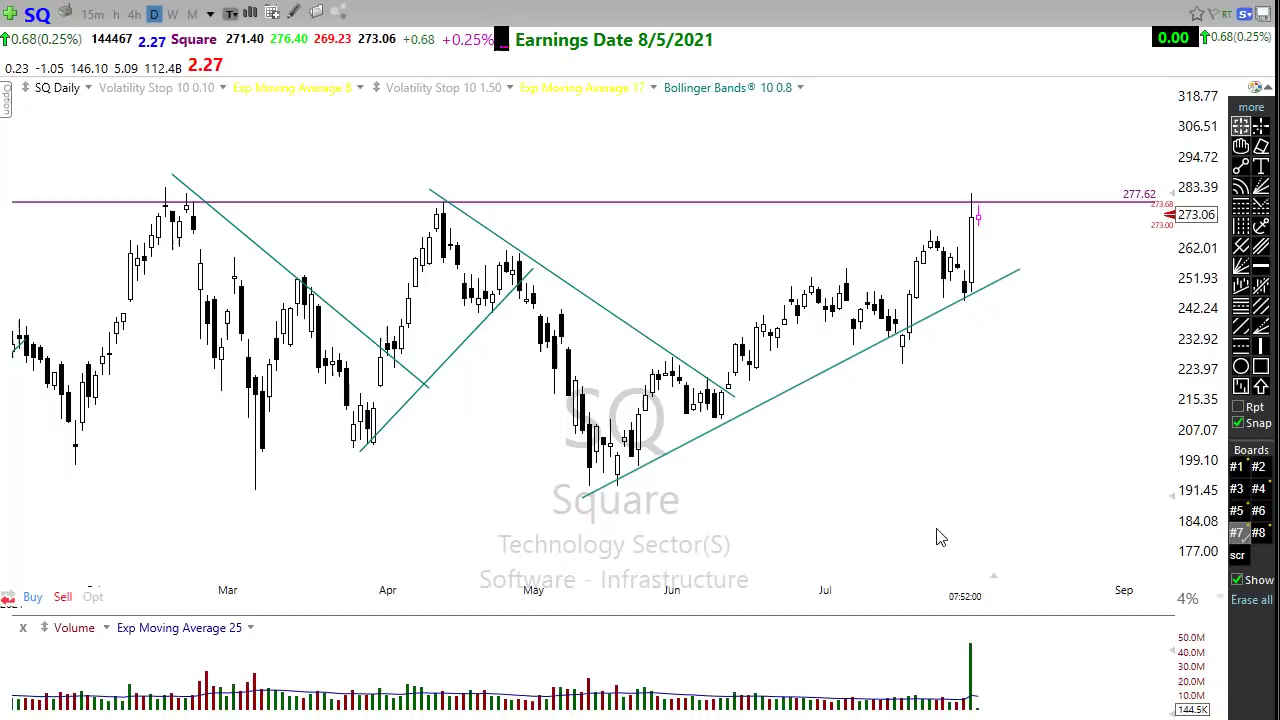 SQ 15m h 4h D W M T RT S
0.68(0.25%) 144467 2.27 Square 271.40 276.40 269.23 273.06 +0.68 +0.25% Earnings Date 8/5/2021 0.00 0.68(0.25%)
0.23 -1.05 146.10 5.09 112.4B 2.27
Option
SQ Daily Volatility Stop 10 0.10 Exp Moving Average 8 Volatility Stop 10 1.50 Exp Moving Average 17 Bollinger Bands® 10 0.8
more
318.77
306.51
294.72
283.39
277.62
273.68
273.06
273.00
262.01
251.93
242.24
232.92
223.97
215.35
207.07
199.10
191.45
184.08
177.00
SQ
Square
Technology Sector(S)
Software - Infrastructure
Mar Apr May Jun Jul Sep
07:52:00
Buy Sell Opt
4%
Rpt
Snap
Boards
#1 #2
#3 #4
#5 #6
#7 #8
scr
Show
Erase all
X Volume Exp Moving Average 25
50.0M
40.0M
30.0M
20.0M
10.0M
144.5K